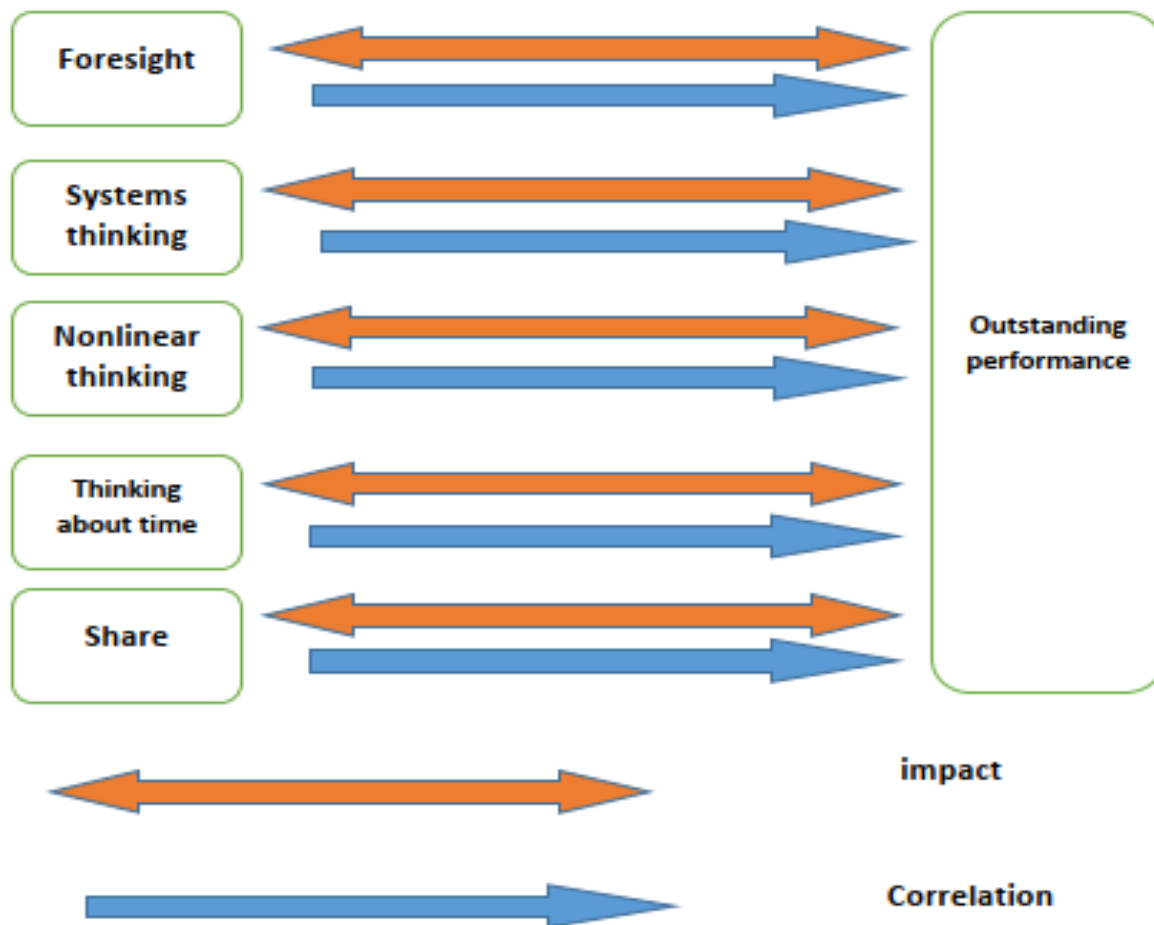 Foresight
Systems
thinking
Nonlinear
thinking
Thinking
about time
Share
Outstanding
performance
impact
Correlation